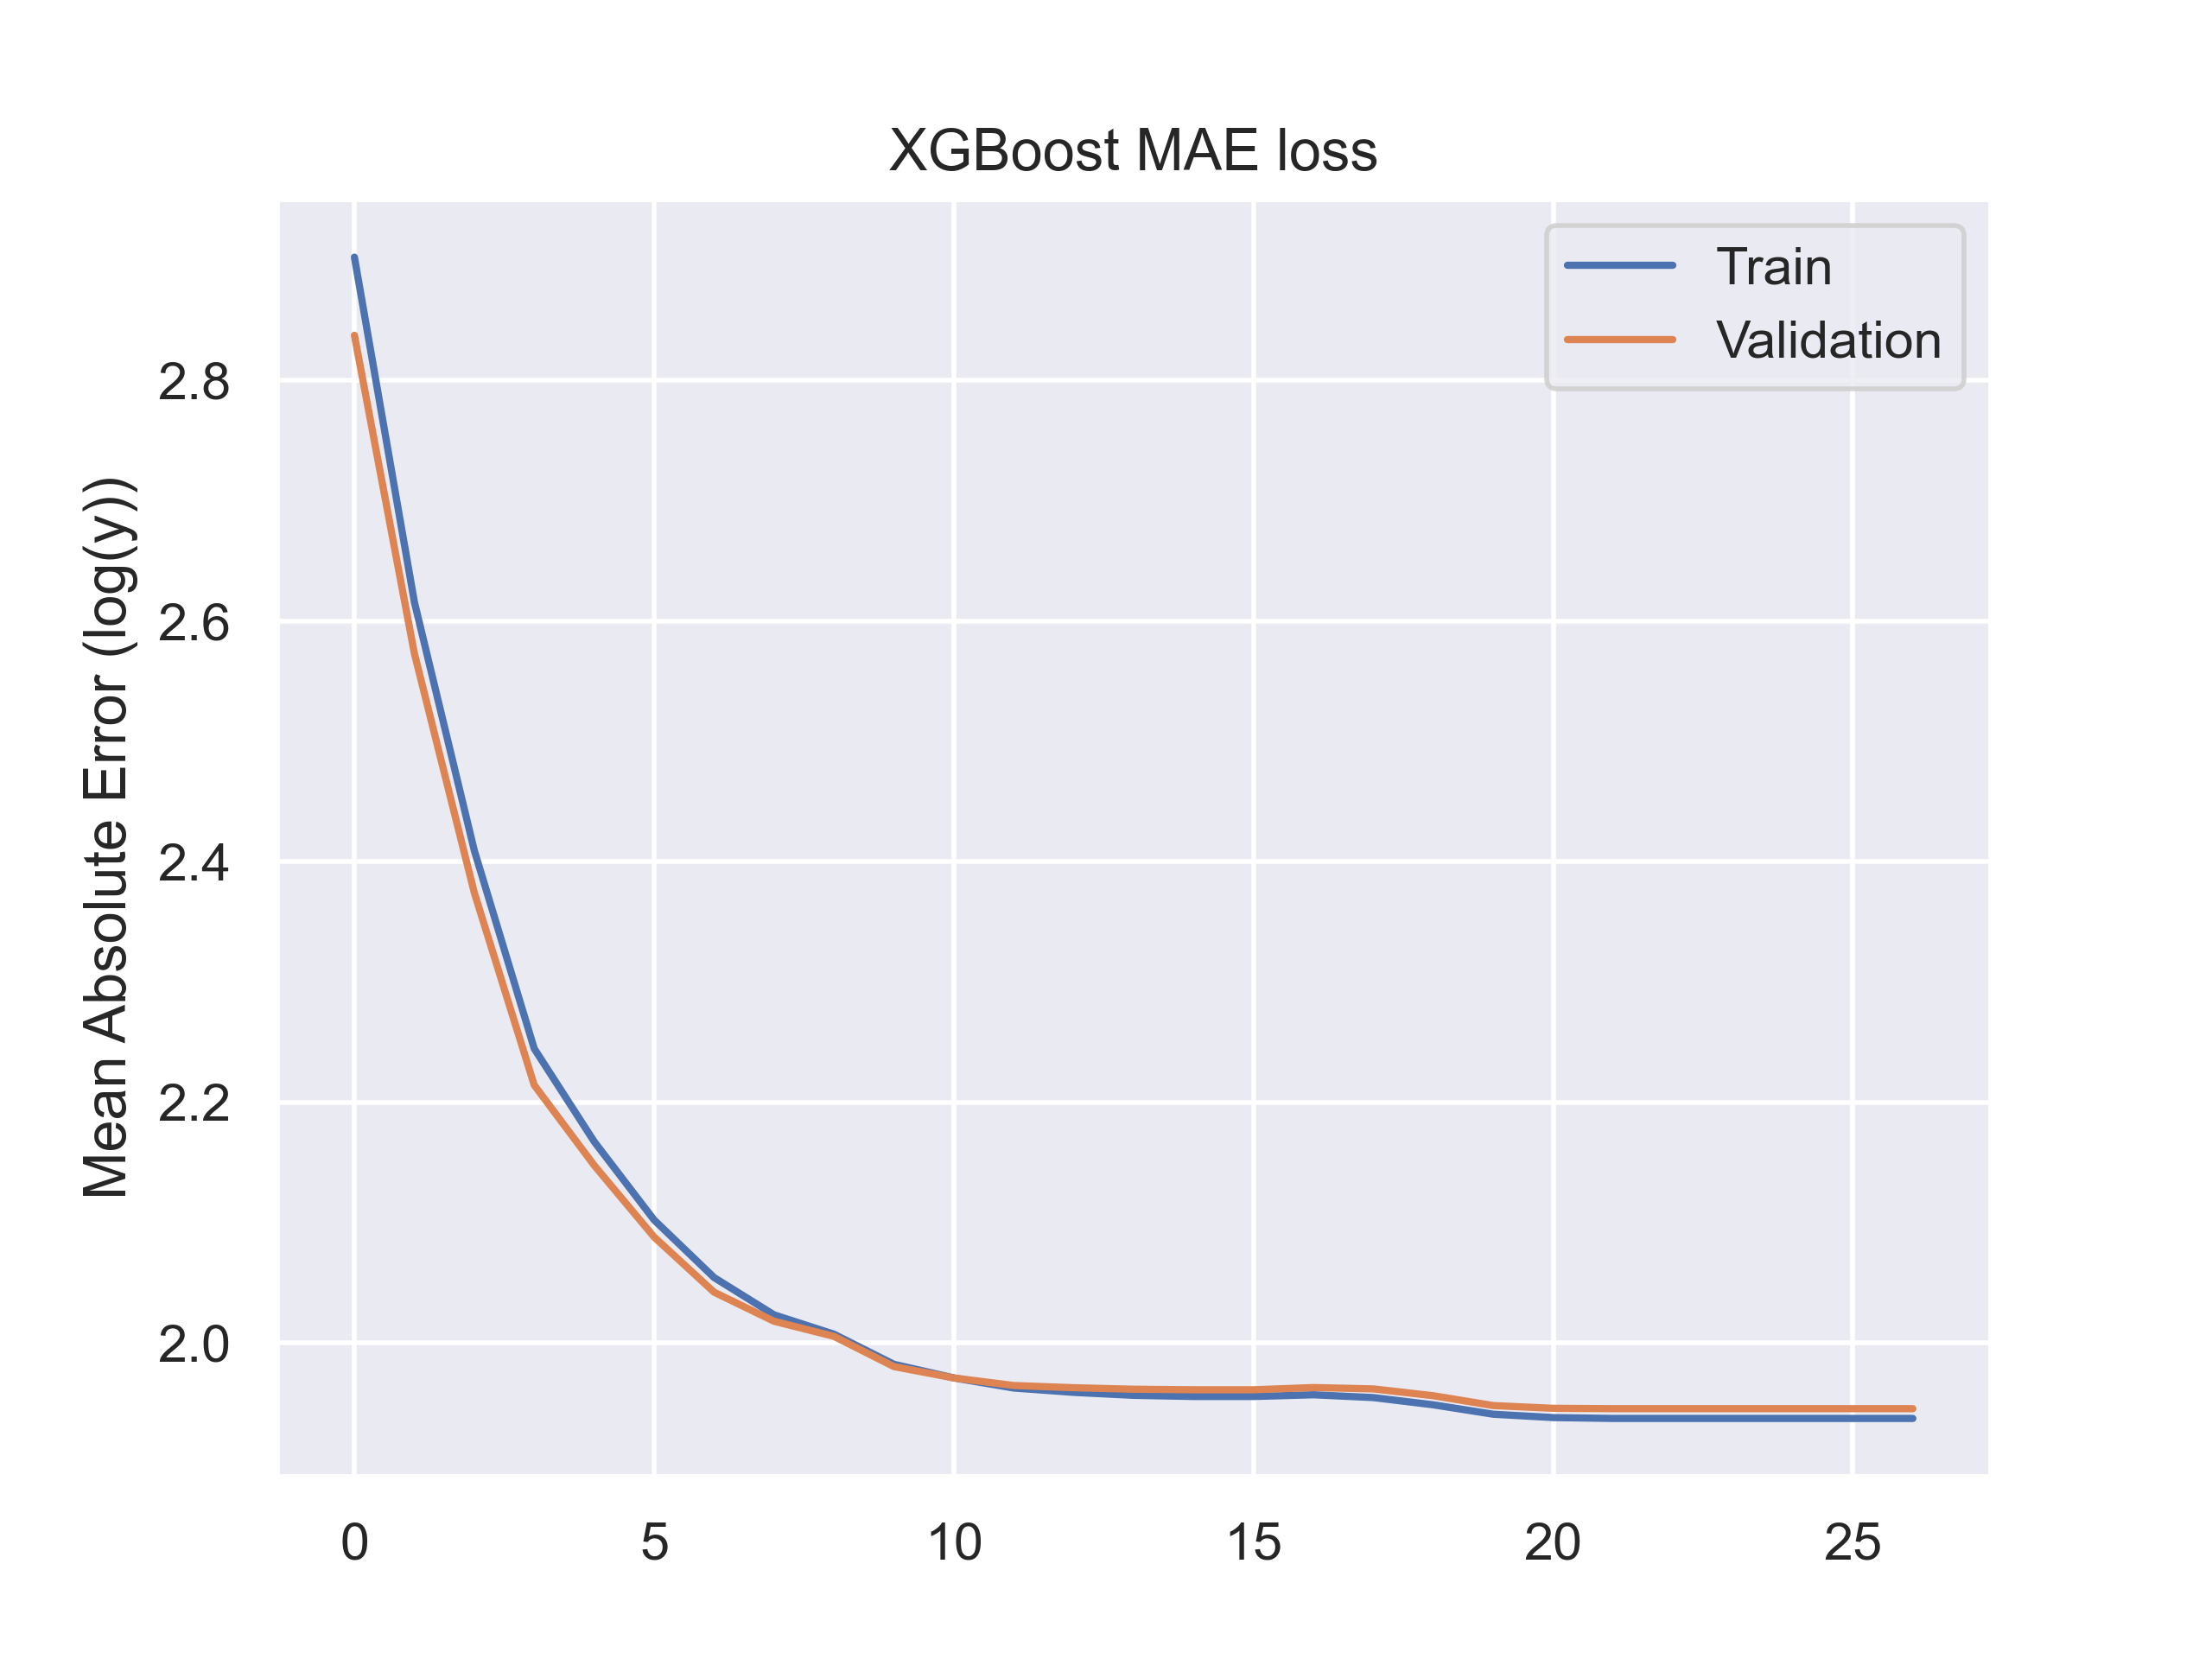 XGBoost MAE loss
Train
Validation
Mean Absolute Error (log(y))
2.8
2.6
2.4
2.2
2.0
0 5 10 15 20 25